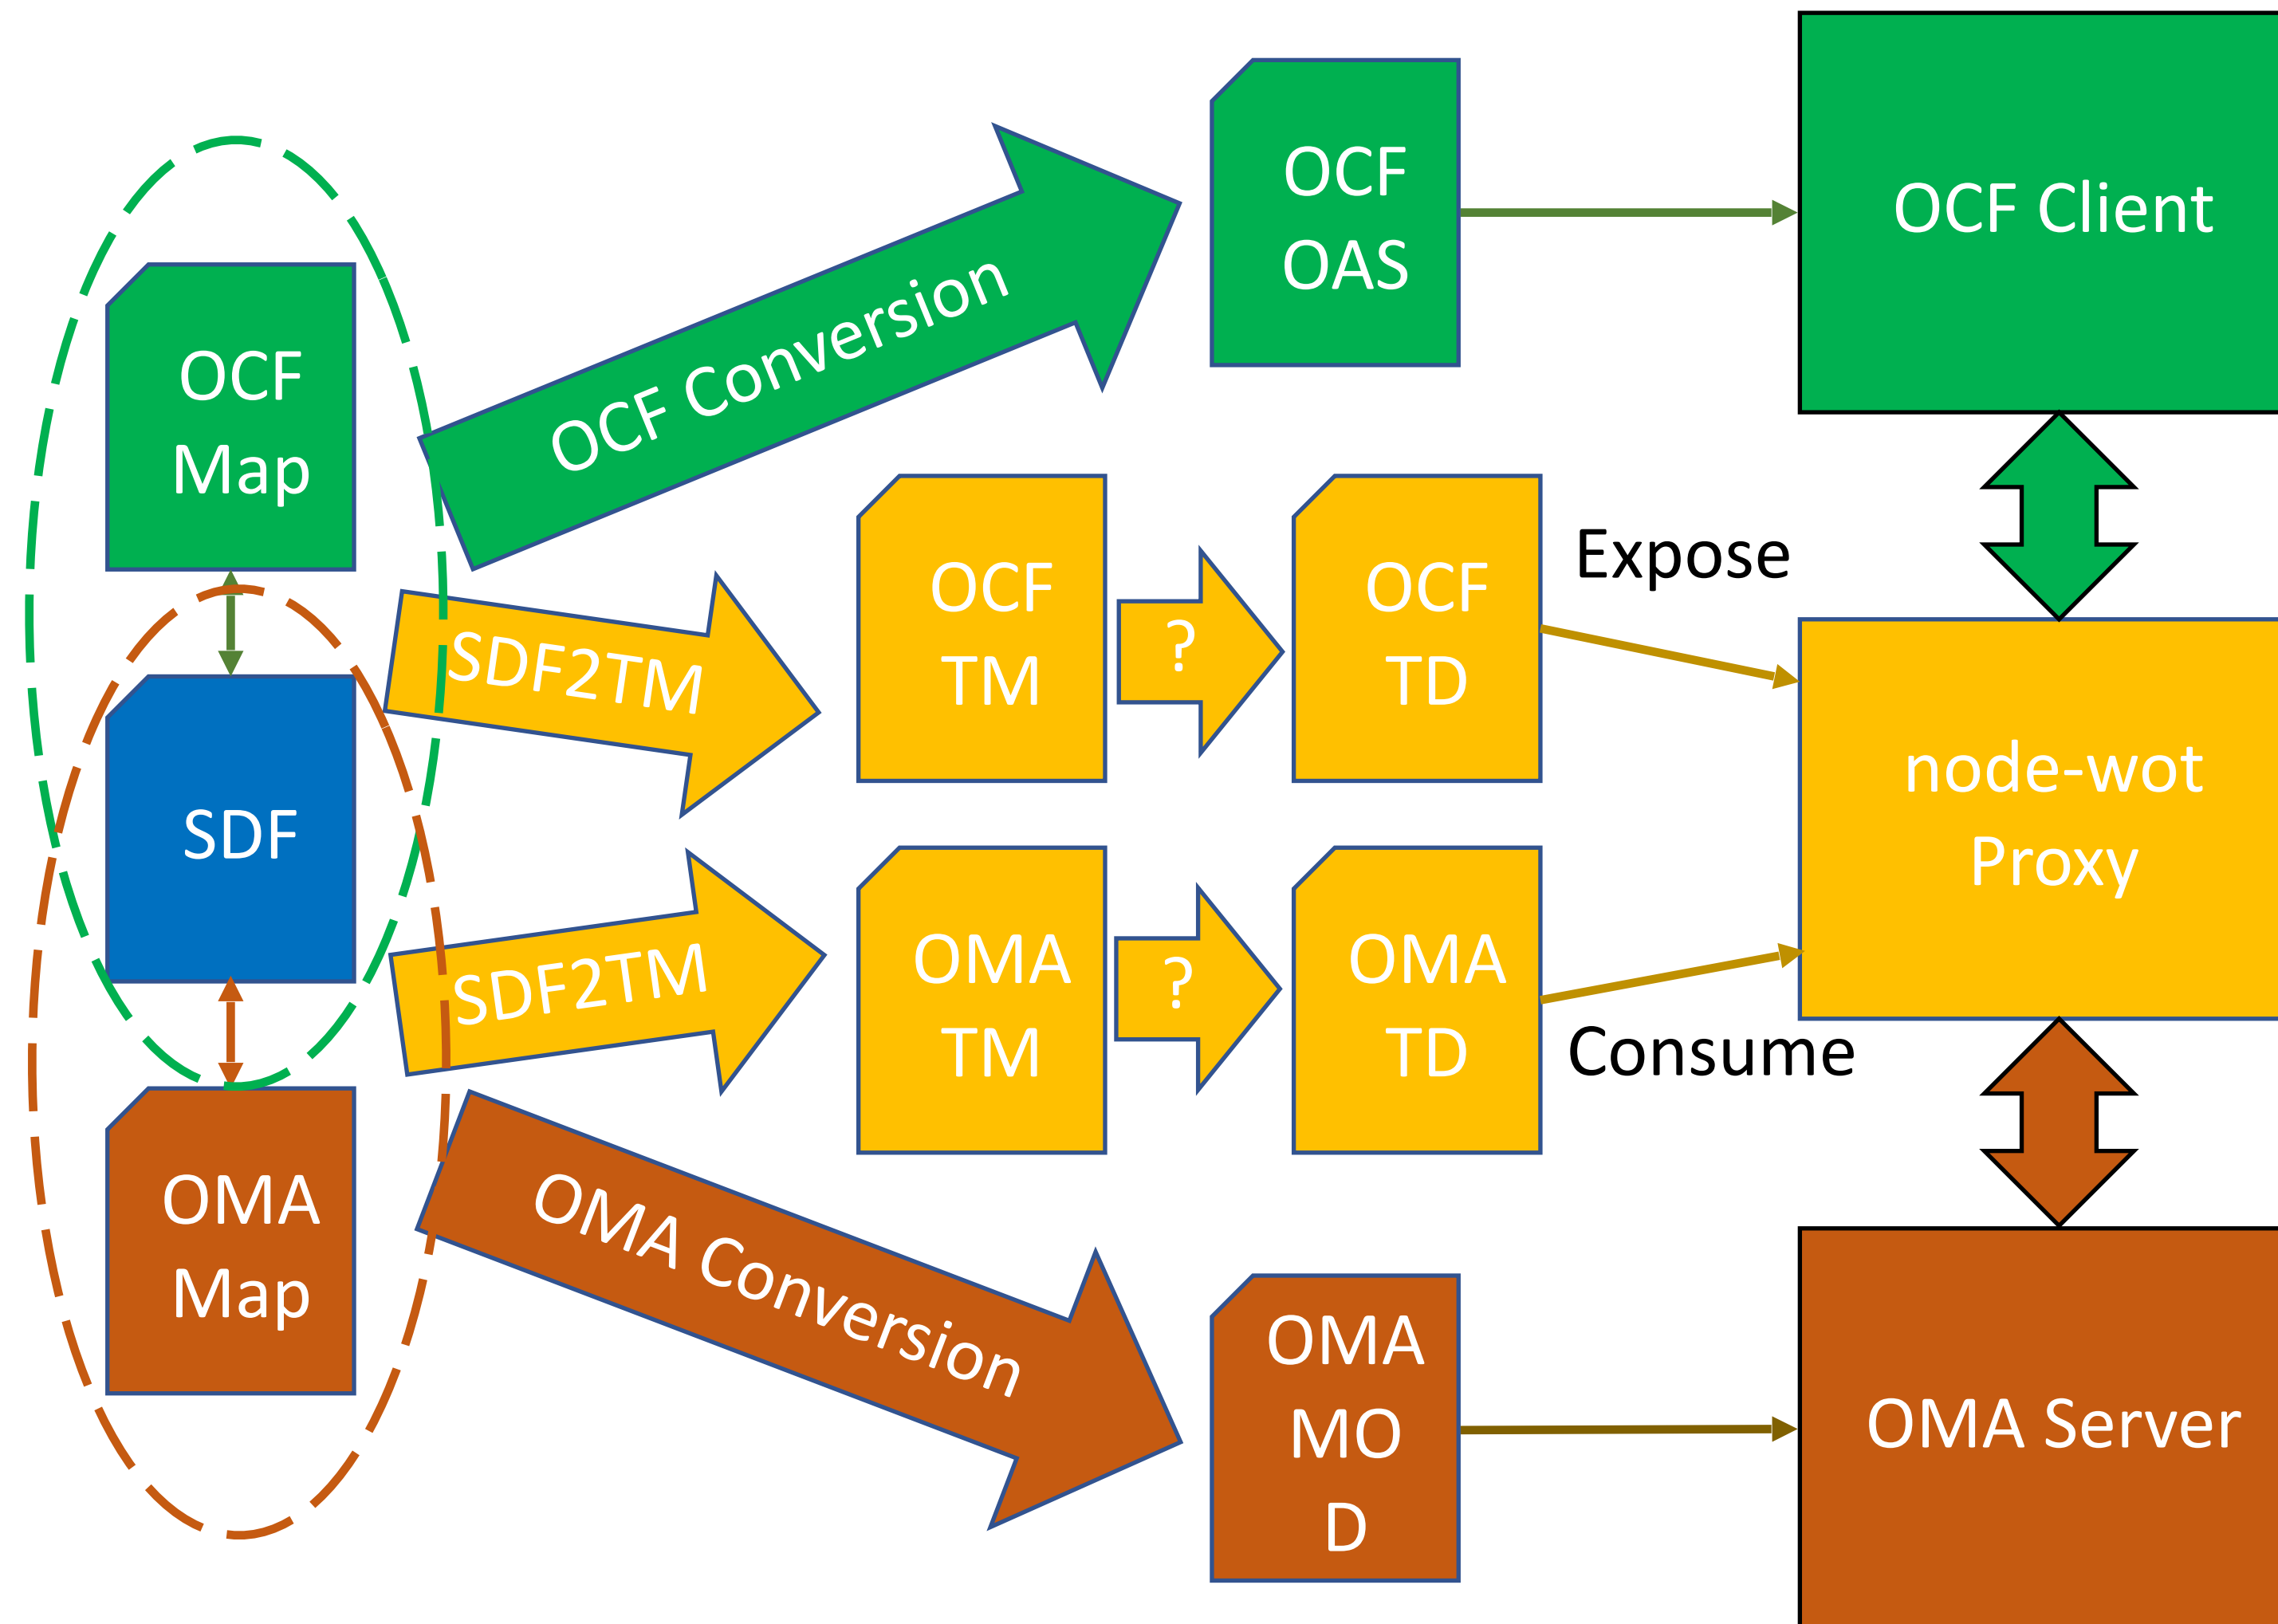 OCF
OAS
OCF Client
OCF Conversion
OCF
Map
Expose
OCF
TM
?
OCF
TD
SDF2TM
node-wot
Proxy
SDF
SDF2TM
OMA
TM
?
OMA
TD
Consume
OMA
Map
OMA Conversion
OMA
MO
D
OMA Server